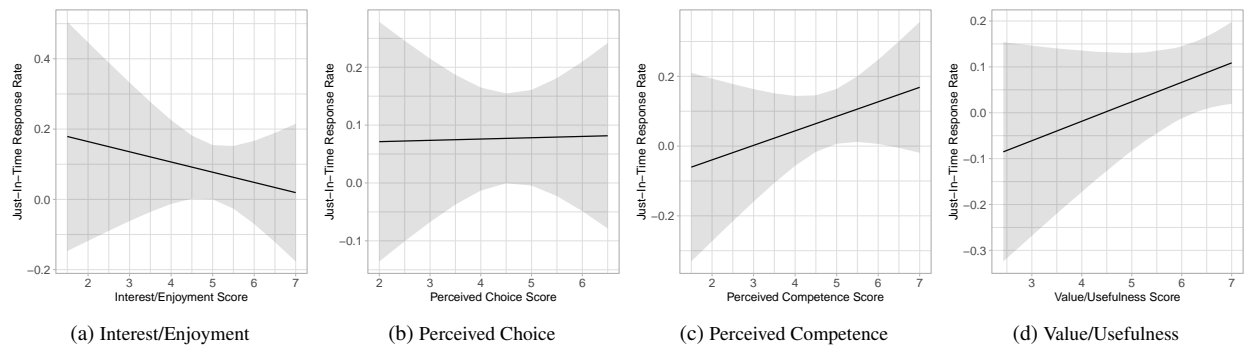 Just−In−Time Response Rate
0.4
0.2
0.0
−0.2
2 3 4 5 6 7
Interest/Enjoyment Score
(a) Interest/Enjoyment
Just−In−Time Response Rate
0.2
0.1
0.0
−0.1
2 3 4 5 6
Perceived Choice Score
(b) Perceived Choice
Just−In−Time Response Rate
0.2
0.0
−0.2
2 3 4 5 6 7
Perceived Competence Score
(c) Perceived Competence
Just−In−Time Response Rate
0.2
0.1
0.0
−0.1
−0.2
−0.3
3 4 5 6 7
Value/Usefulness Score
(d) Value/Usefulness